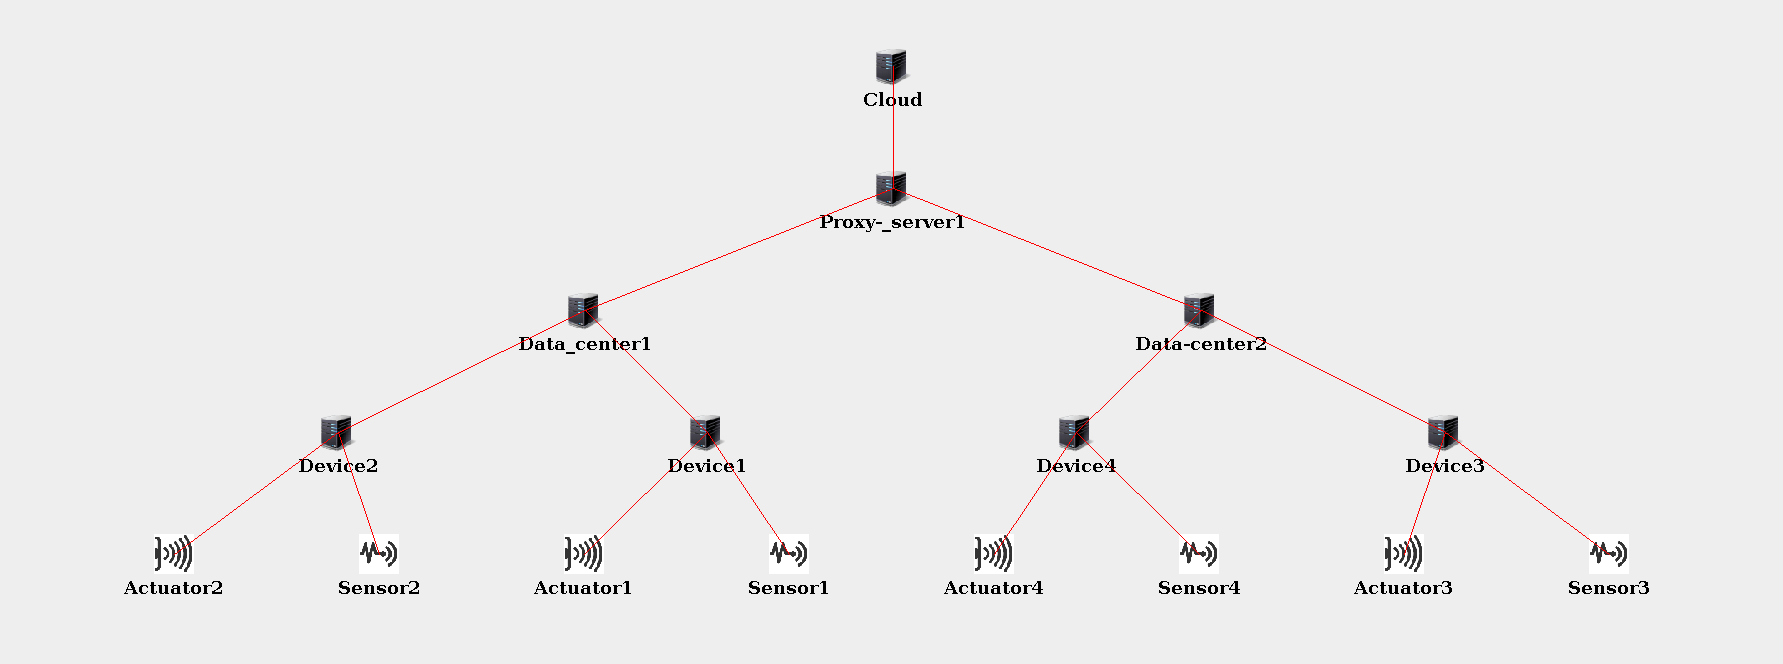 Cloud
Proxy-_server1
Data_center1
Data-center2
Device2
Device1
Device4
Device3
Actuator2
Sensor2
Actuator1
Sensor1
Actuator4
Sensor4
Actuator3
Sensor3